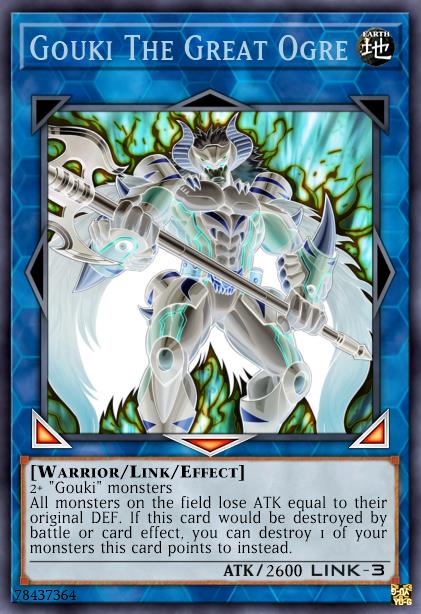 GOUKI THE GREAT OGRE
EARTH
地
[WARRIOR/LINK/EFFECT]
2+ "Gouki" monsters
All monsters on the field lose ATK equal to their
original DEF. If this card would be destroyed by
battle or card effect, you can destroy 1 of your
monsters this card points to instead.
ATK/2600 LINK-3
78437364